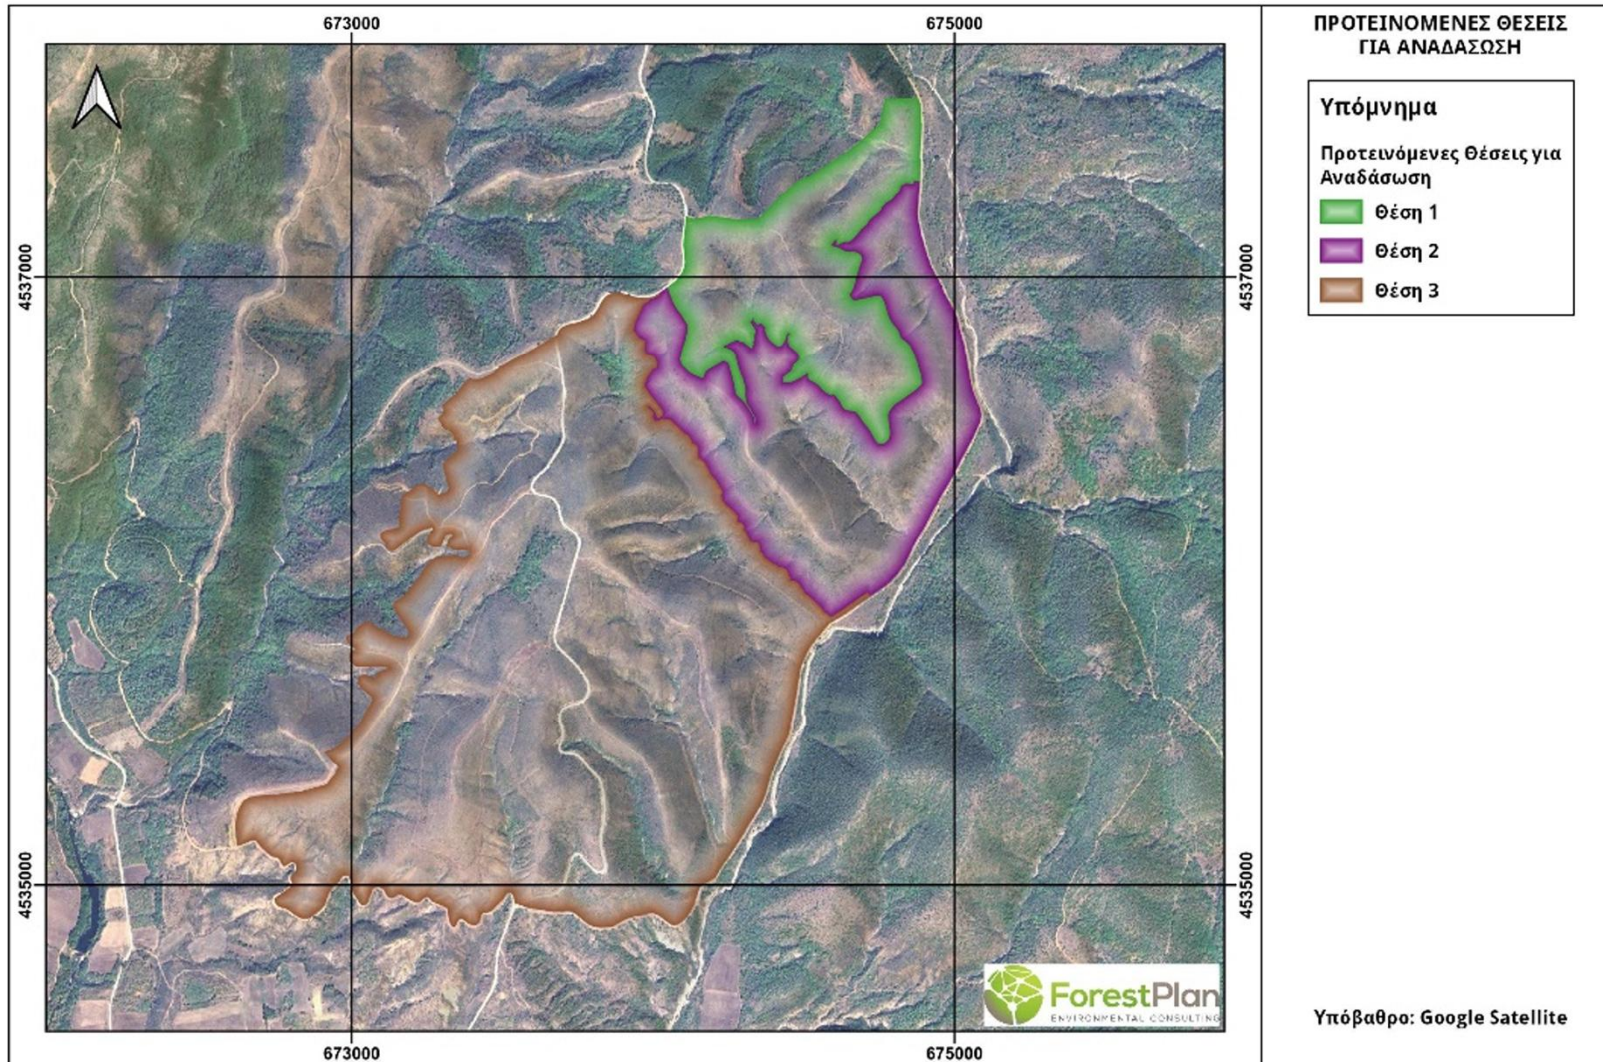 673000
675000
ΠΡΟΤΕΙΝΟΜΕΝΕΣ ΘΕΣΕΙΣ
ΓΙΑ ΑΝΑΔΑΣΩΣΗ
Υπόμνημα
Προτεινόμενες Θέσεις για
Αναδάσωση
Θέση 1
Θέση 2
Θέση 3
4537000
4537000
4535000
4535000
ForestPlan
ENVIRONMENTAL CONSULTING
Υπόβαθρο: Google Satellite
673000
675000